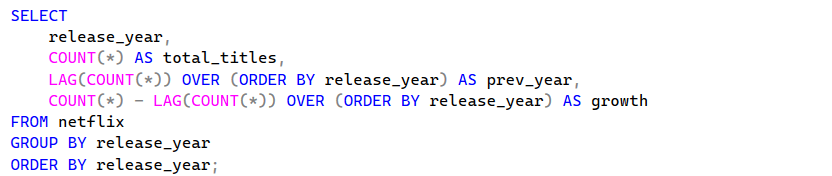 SELECT
    release_year,
    COUNT(*) AS total_titles,
    LAG(COUNT(*)) OVER (ORDER BY release_year) AS prev_year,
    COUNT(*) - LAG(COUNT(*)) OVER (ORDER BY release_year) AS growth
FROM netflix
GROUP BY release_year
ORDER BY release_year;